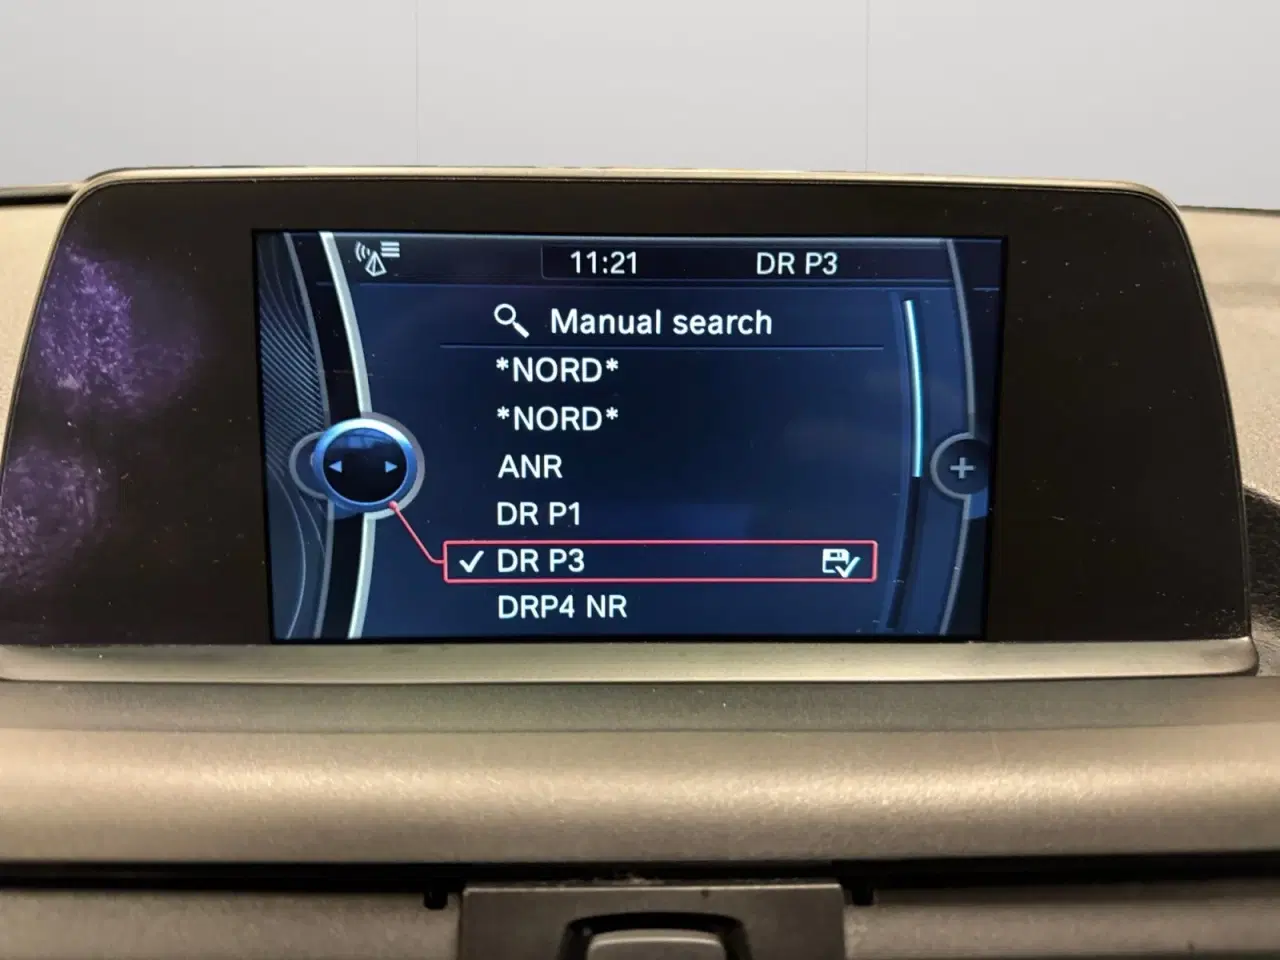 11:21 DR P3
Manual search
*NORD*
*NORD*
ANR
DR P1
DR P3
DRP4 NR